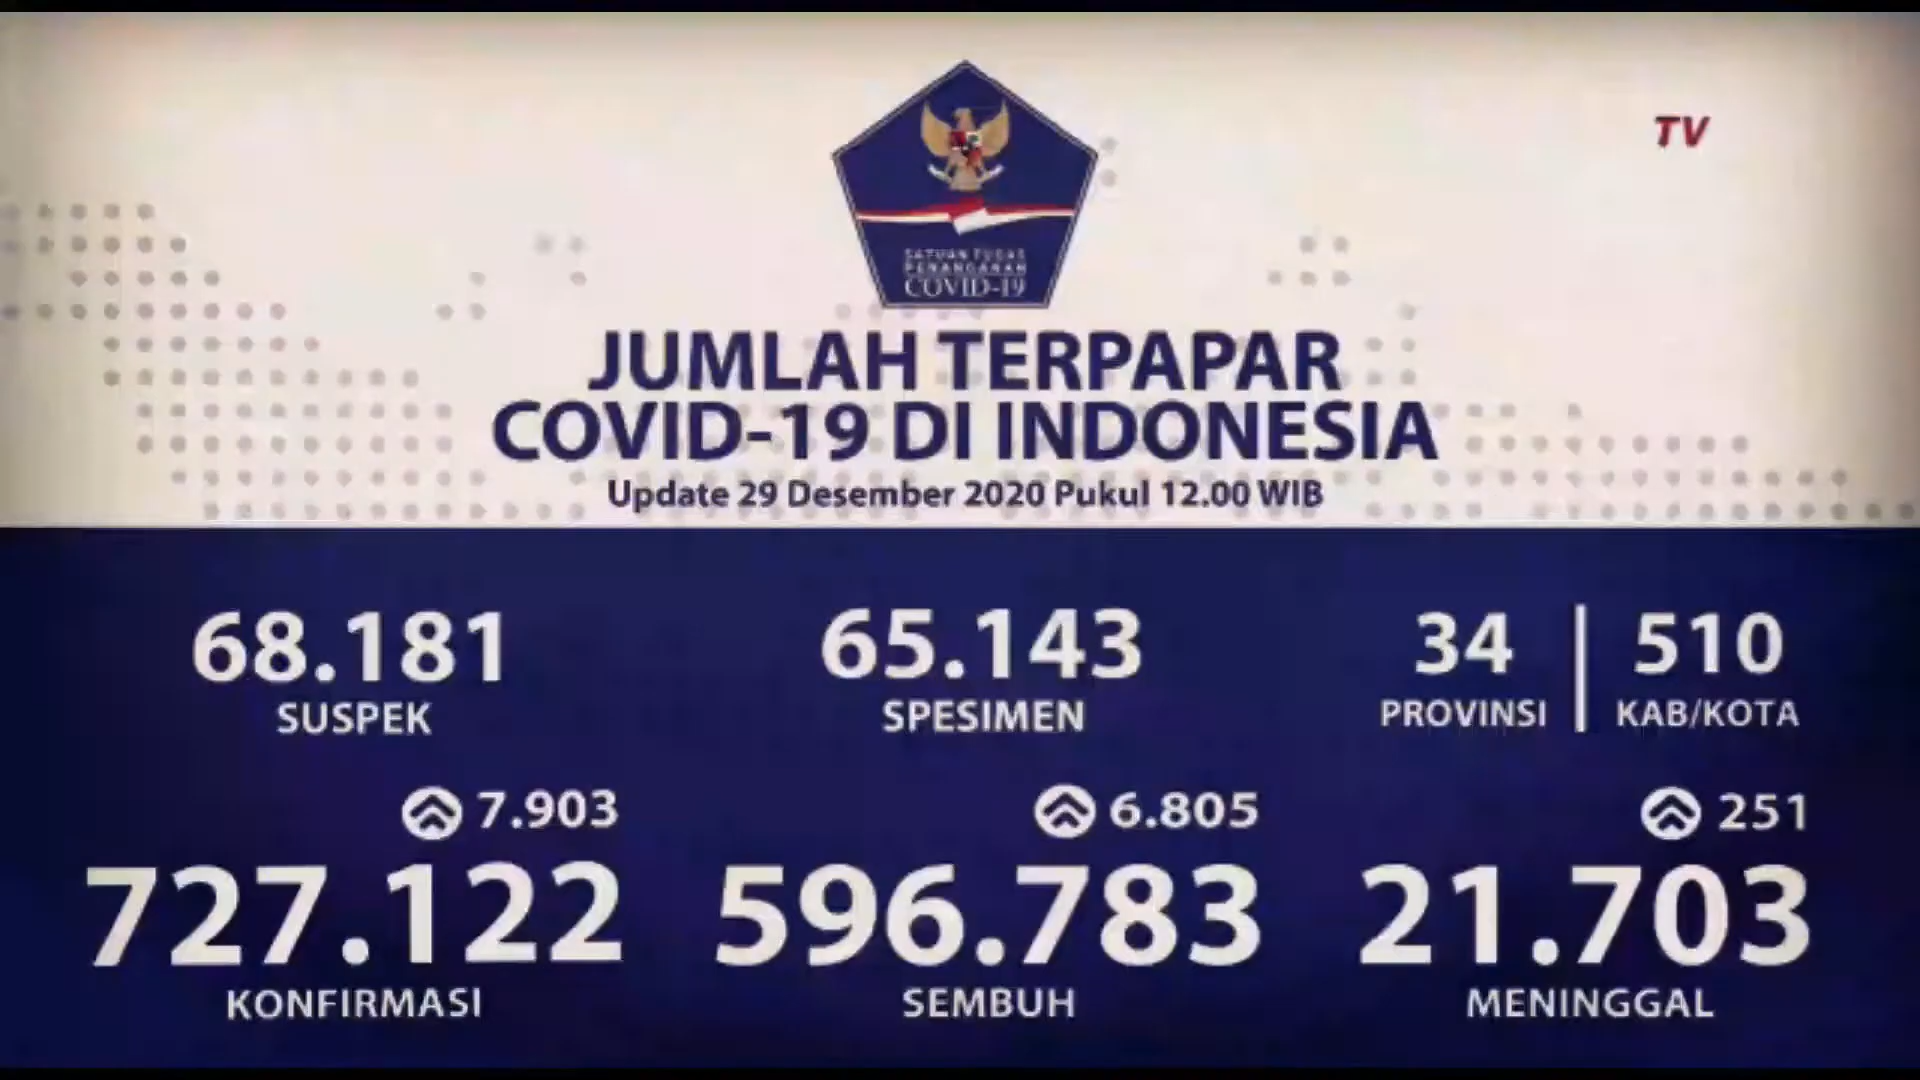 TV
SATUAN TUGAS
PENANGANAN
COVID-19
JUMLAH TERPAPAR
COVID-19 DI INDONESIA
Update 29 Desember 2020 Pukul 12.00 WIB
68.181
SUSPEK
65.143
SPESIMEN
34
PROVINSI
510
KAB/KOTA
7.903
727.122
KONFIRMASI
6.805
596.783
SEMBUH
251
21.703
MENINGGAL